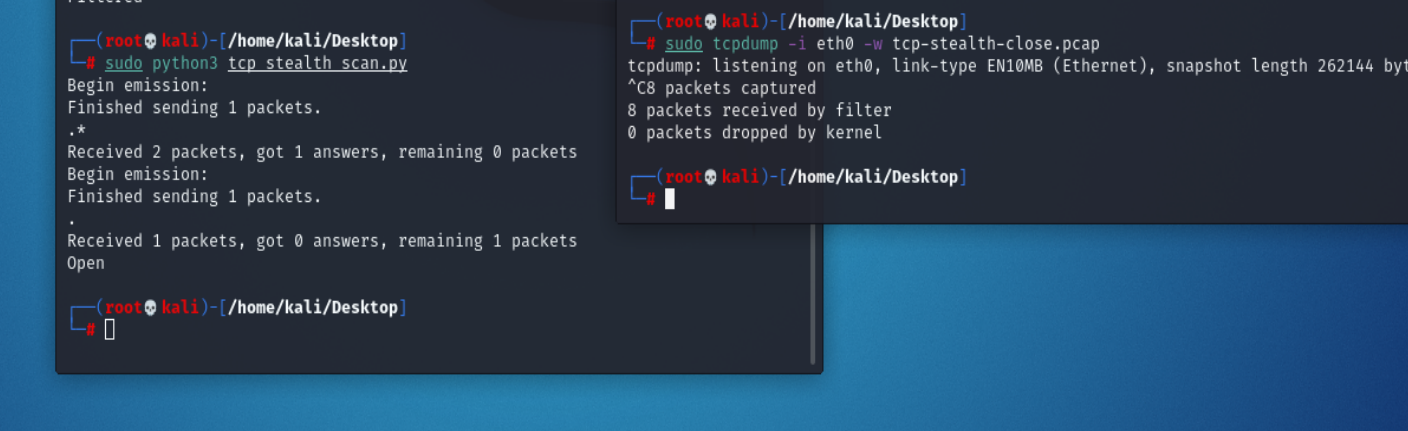 Filtered
(root💀kali)-[/home/kali/Desktop]
# sudo python3 tcp_stealth_scan.py
Begin emission:
Finished sending 1 packets.
.*
Received 2 packets, got 1 answers, remaining 0 packets
Begin emission:
Finished sending 1 packets.
.
Received 1 packets, got 0 answers, remaining 1 packets
Open
(root💀kali)-[/home/kali/Desktop]
#
(root💀kali)-[/home/kali/Desktop]
# sudo tcpdump -i eth0 -w tcp-stealth-close.pcap
tcpdump: listening on eth0, link-type EN10MB (Ethernet), snapshot length 262144 byt
^C8 packets captured
8 packets received by filter
0 packets dropped by kernel
(root💀kali)-[/home/kali/Desktop]
#